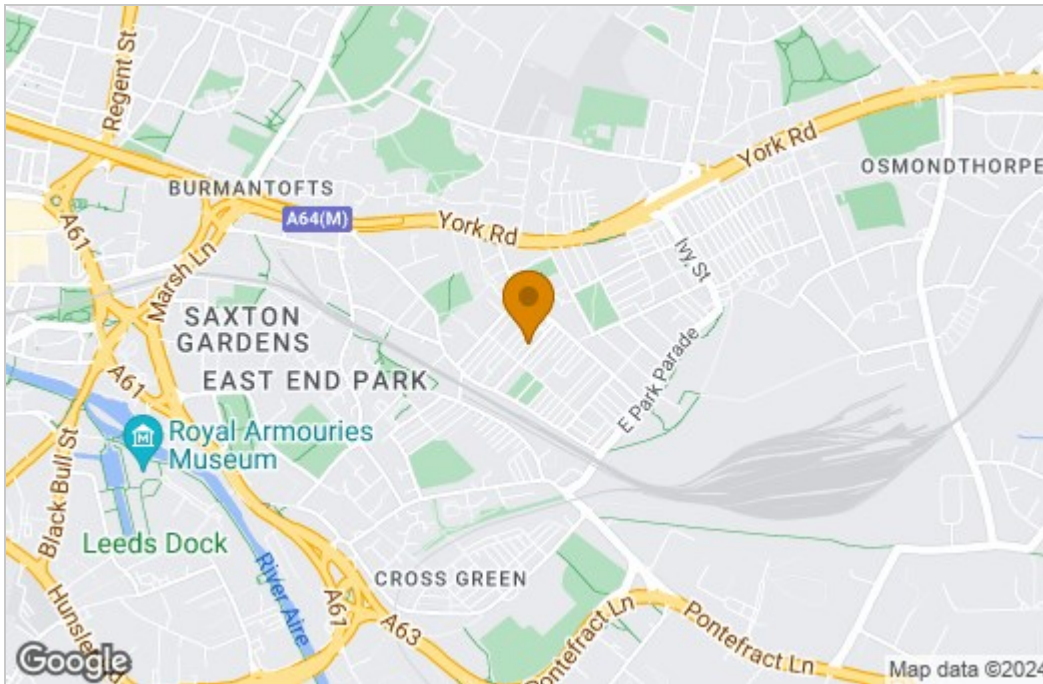 Regent St.
York Rd
OSMONDTHORPE
BURMANTOFTS
A64(M)
York Rd
A61
Marsh Ln
Ivy St
SAXTON
GARDENS
EAST END PARK
E Park Parade
A61
Royal Armouries
Museum
Black Bull St
Leeds Dock
River Aire
CROSS GREEN
A61
A63
Pontefract Ln
Pontefract Ln
Google
Map data ©2024